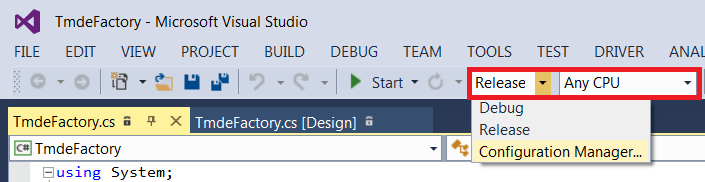 TmdeFactory - Microsoft Visual Studio
FILE EDIT VIEW PROJECT BUILD DEBUG TEAM TOOLS TEST DRIVER ANAL
Start Release Any CPU
Debug
Release
Configuration Manager...
TmdeFactory.cs TmdeFactory.cs [Design]
C# TmdeFactory
using System;